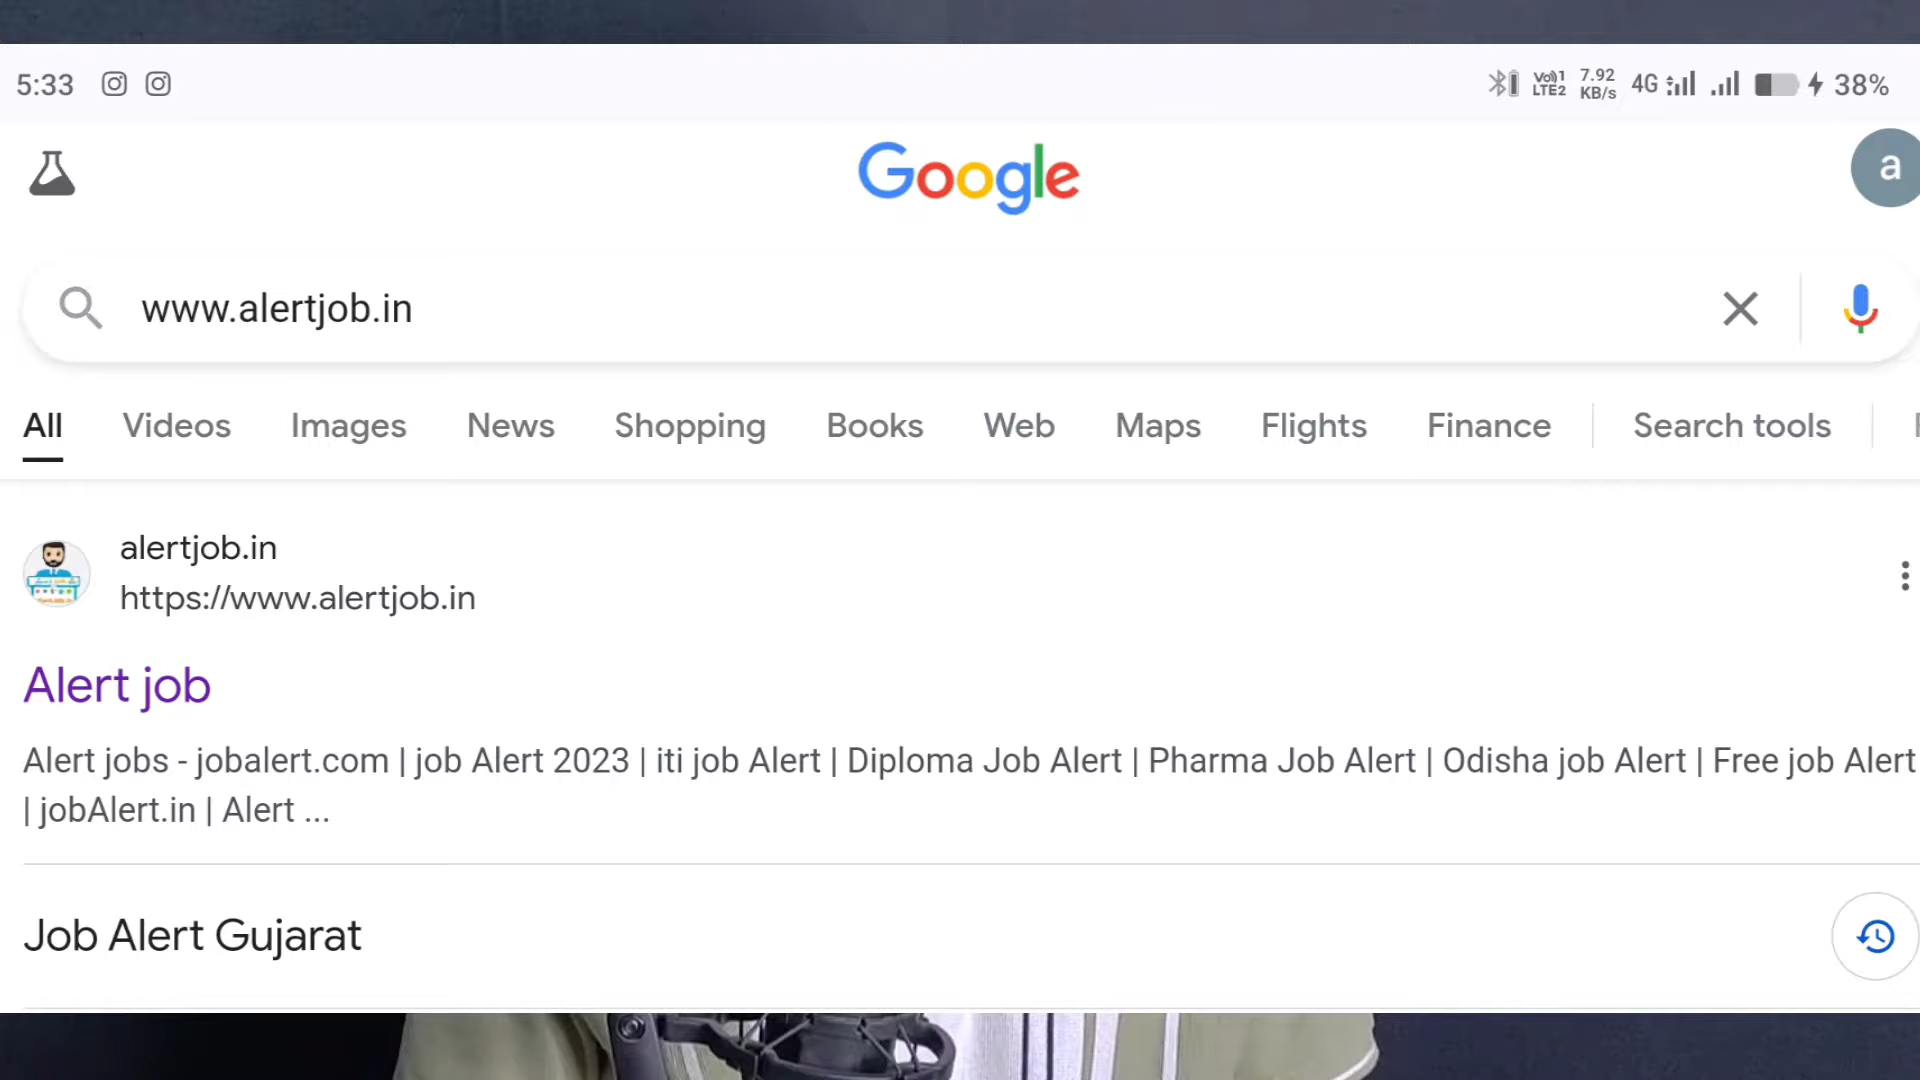 5:33
Vo)) 1
LTE2
7.92
KB/s
4G
38%
Google
a
www.alertjob.in
All Videos Images News Shopping Books Web Maps Flights Finance Search tools
alertjob.in
https://www.alertjob.in
Alert job
Alert jobs - jobalert.com | job Alert 2023 | iti job Alert | Diploma Job Alert | Pharma Job Alert | Odisha job Alert | Free job Alert
| jobAlert.in | Alert ...
Job Alert Gujarat